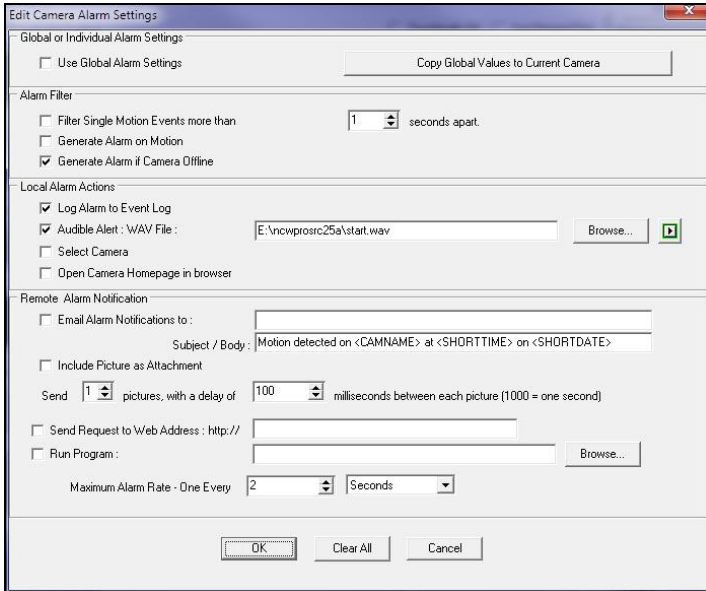 Edit Camera Alarm Settings
Global or Individual Alarm Settings
Use Global Alarm Settings
Copy Global Values to Current Camera
Alarm Filter
Filter Single Motion Events more than 1 seconds apart.
Generate Alarm on Motion
Generate Alarm if Camera Offline
Local Alarm Actions
Log Alarm to Event Log
Audible Alert : WAV File : E:\ncwprosrc25a\start.wav Browse...
Select Camera
Open Camera Homepage in browser
Remote Alarm Notification
Email Alarm Notifications to :
Subject / Body : Motion detected on <CAMNAME> at <SHORTTIME> on <SHORTDATE>
Include Picture as Attachment
Send 1 pictures, with a delay of 100 milliseconds between each picture (1000 = one second)
Send Request to Web Address : http://
Run Program : Browse...
Maximum Alarm Rate - One Every 2 Seconds
OK Clear All Cancel